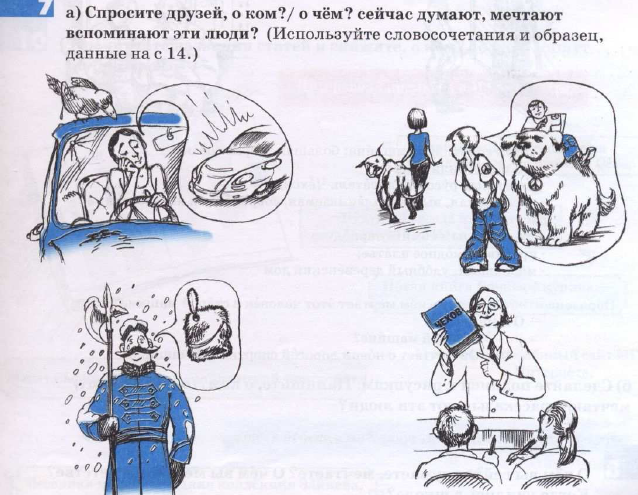 7
а) Спросите друзей, о ком?/ о чём? сейчас думают, мечтают
вспоминают эти люди? (Используйте словосочетания и образец,
данные на с 14.)
ЧЕХОВ